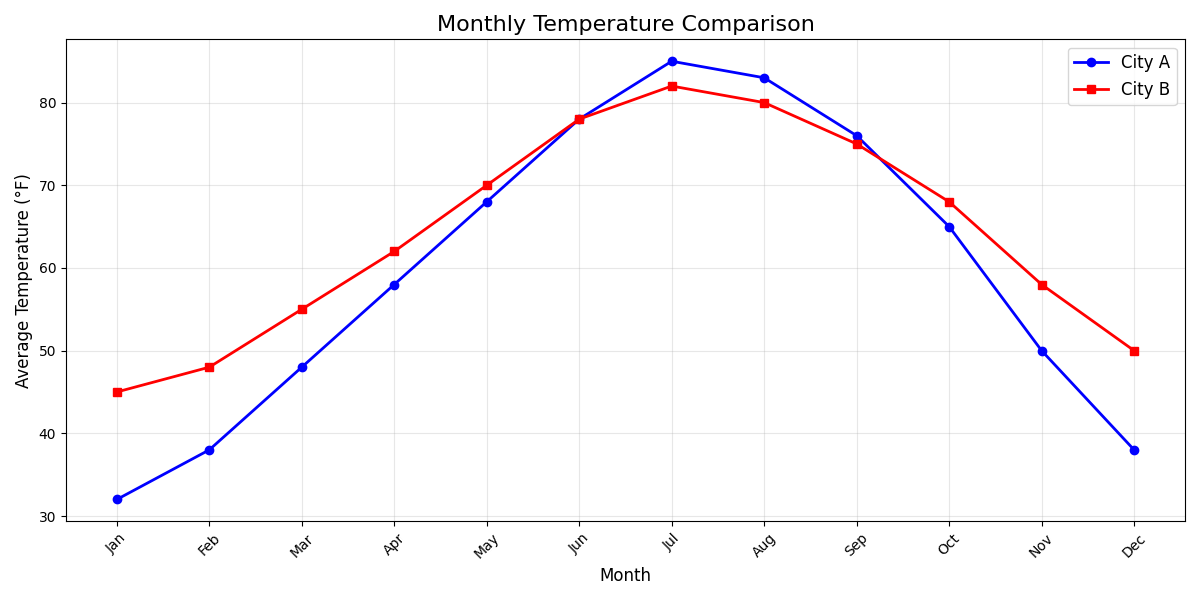 Monthly Temperature Comparison
City A
City B
Average Temperature (°F)
80
70
60
50
40
30
Jan
Feb
Mar
Apr
May
Jun
Jul
Aug
Sep
Oct
Nov
Dec
Month